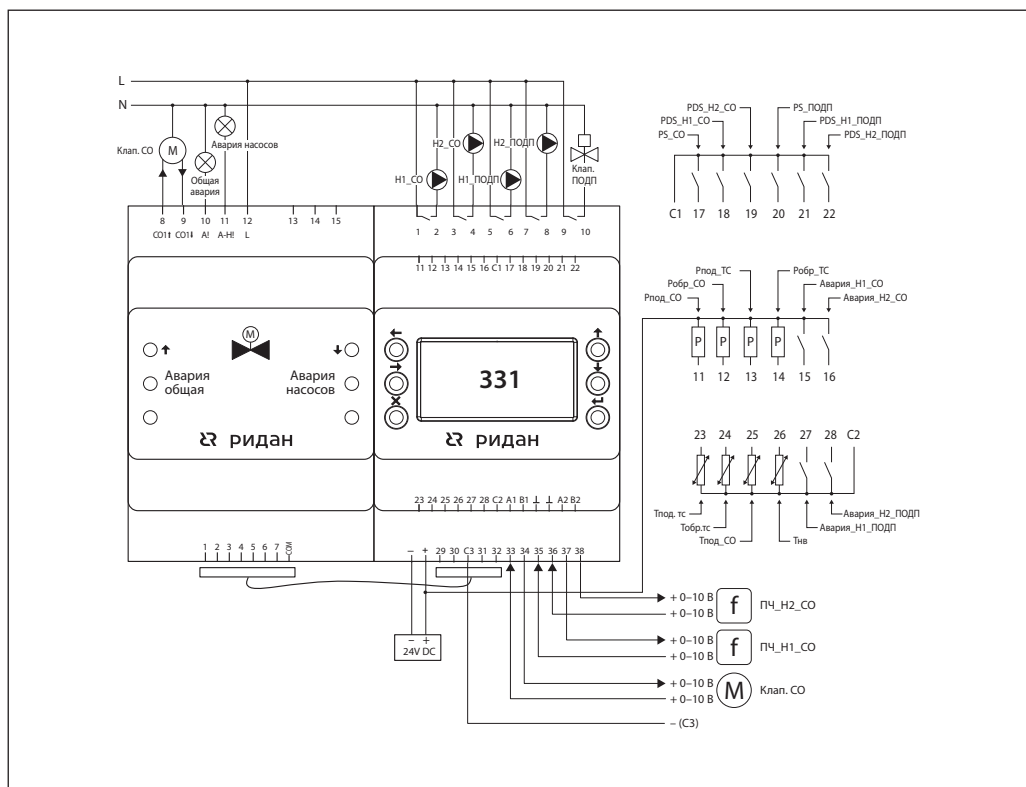 L
N
Клап. СО
M
Авария насосов
Общая
авария
Н2_СО
Н2_ПОДП
Н1_СО
Н1_ПОДП
Клап.
ПОДП
8 9 10 11 12 13 14 15
СО1⬆ СО1⬇ А! А-Н! L
1 2 3 4 5 6 7 8 9 10
11 12 13 14 15 16 C1 17 18 19 20 21 22
M
Авария
общая
Авария
насосов
331
ридан
ридан
23 24 25 26 27 28 C2 A1 B1 ⊥ ⊥ A2 B2
1 2 3 4 5 6 7 COM
– + 29 30 C3 31 32 33 34 35 36 37 38
– +
24V DC
PDS_H2_CO
PS_ПОДП
PDS_H1_CO
PDS_H1_ПОДП
PS_CO
PDS_H2_ПОДП
C1 17 18 19 20 21 22
Рпод_ТС
Робр_ТС
Робр_СО
Авария_Н1_СО
Рпод_СО
Авария_Н2_СО
P P P P
11 12 13 14 15 16
23 24 25 26 27 28 C2
Тпод. тс
Авария_Н2_ПОДП
Тобр.тс
Авария_Н1_ПОДП
Тпод_СО
Тнв
+ 0–10 В
f
ПЧ_Н2_СО
+ 0–10 В
+ 0–10 В
f
ПЧ_Н1_СО
+ 0–10 В
+ 0–10 В
M
Клап. СО
+ 0–10 В
– (C3)